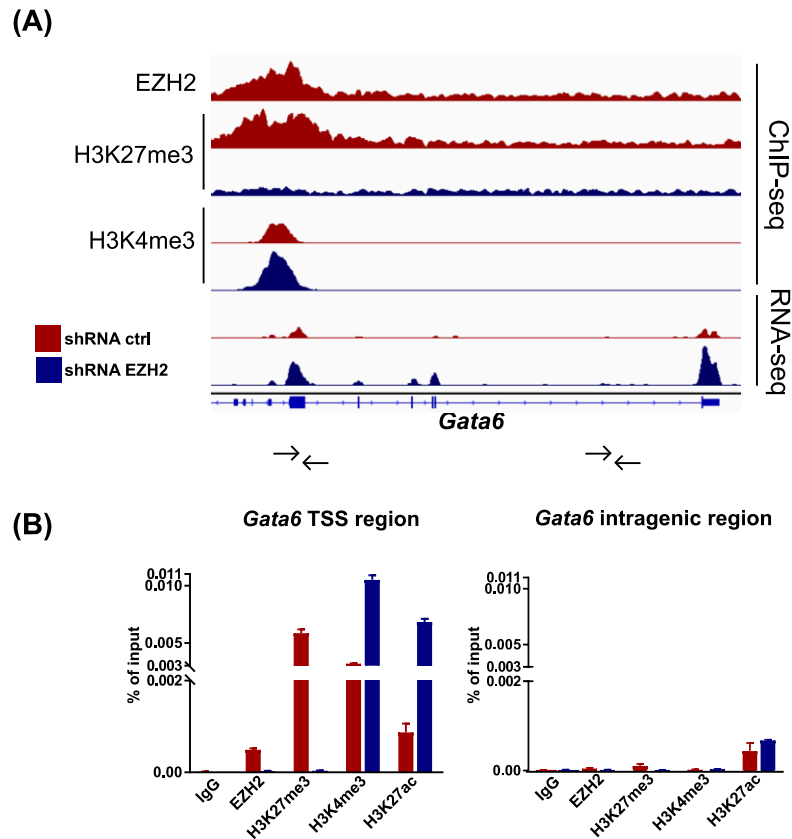 (A)
EZH2
H3K27me3
H3K4me3
ChIP-seq
RNA-seq
shRNA ctrl
shRNA EZH2
Gata6
(B)
Gata6 TSS region
% of input
0.011
0.010
0.005
0.003
0.002
0.00
IgG
EZH2
H3K27me3
H3K4me3
H3K27ac
Gata6 intragenic region
% of input
0.011
0.010
0.005
0.003
0.002
0.00
IgG
EZH2
H3K27me3
H3K4me3
H3K27ac